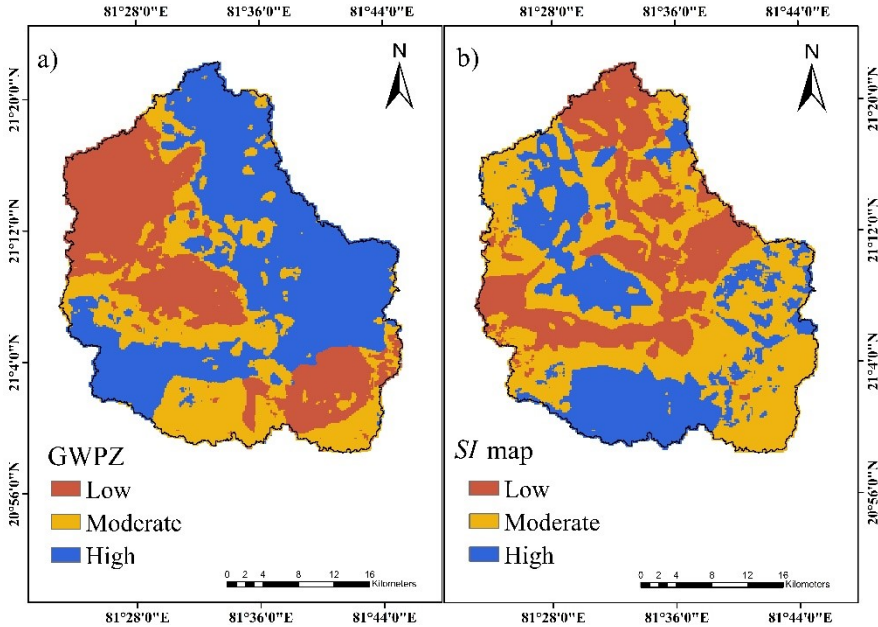 81°28'0"E 81°36'0"E 81°44'0"E 81°28'0"E 81°36'0"E 81°44'0"E
a) N b) N
21°20'0"N 21°20'0"N
21°12'0"N 21°12'0"N
21°4'0"N 21°4'0"N
20°56'0"N 20°56'0"N
GWPZ
Low
Moderate
High
0 2 4 8 12 16
Kilometers
SI map
Low
Moderate
High
0 2 4 8 12 16
Kilometers
81°28'0"E 81°36'0"E 81°44'0"E 81°28'0"E 81°36'0"E 81°44'0"E